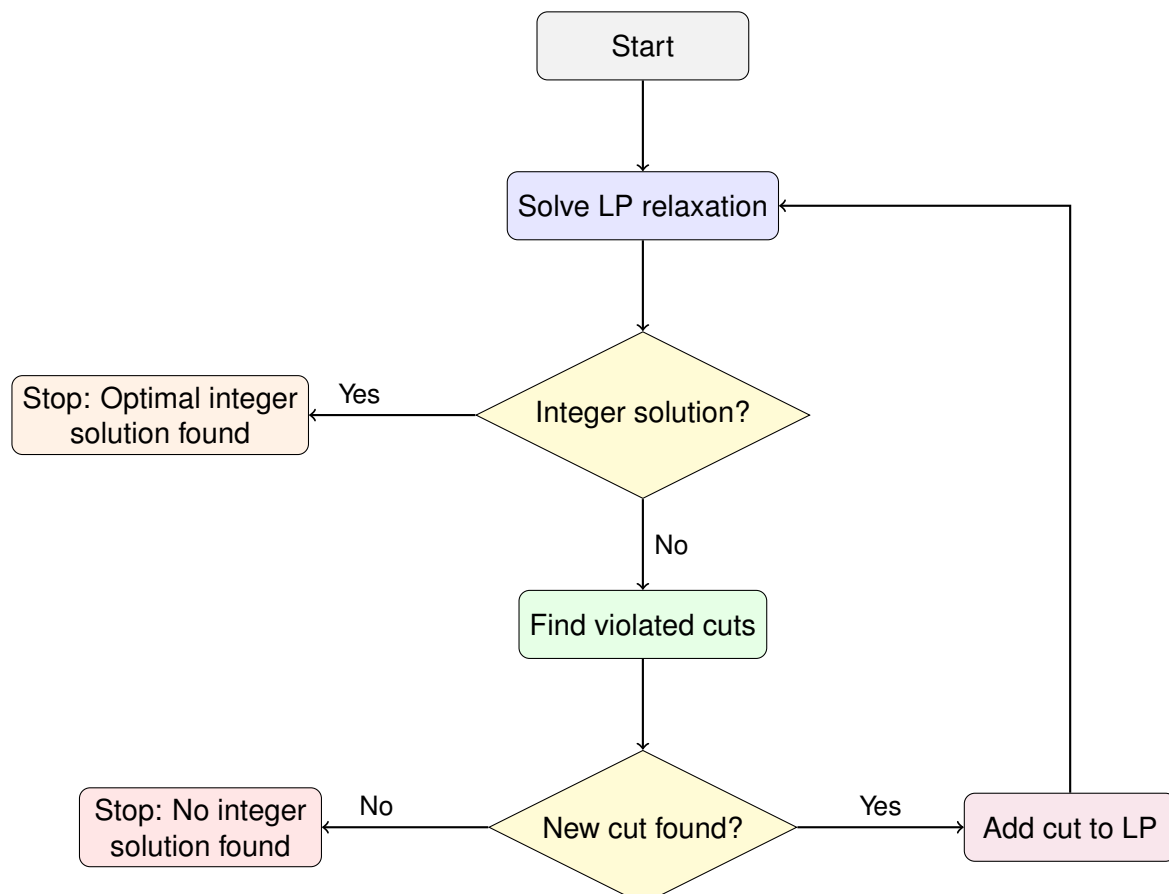 Start
Solve LP relaxation
Stop: Optimal integer
solution found
Yes
Integer solution?
No
Find violated cuts
Stop: No integer
solution found
No
New cut found?
Yes
Add cut to LP